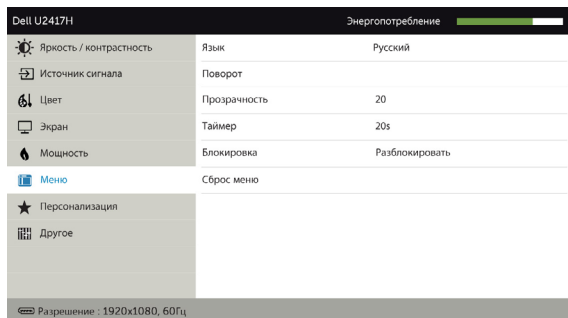 Dell U2417H Энергопотребление
Яркость / контрастность Язык Русский
Источник сигнала Поворот
Цвет Прозрачность 20
Экран Таймер 20s
Мощность Блокировка Разблокировать
Меню Сброс меню
Персонализация
Другое
Разрешение : 1920x1080, 60Гц